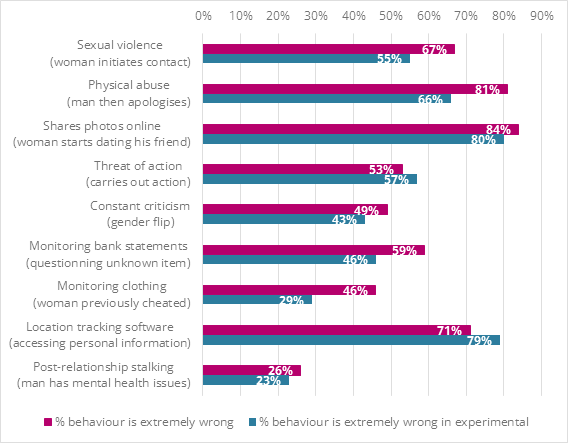 0% 10% 20% 30% 40% 50% 60% 70% 80% 90%
Sexual violence
(woman initiates contact)
67%
55%
Physical abuse
(man then apologises)
81%
66%
Shares photos online
(woman starts dating his friend)
84%
80%
Threat of action
(carries out action)
53%
57%
Constant criticism
(gender flip)
49%
43%
Monitoring bank statements
(questionning unknown item)
59%
46%
Monitoring clothing
(woman previously cheated)
46%
29%
Location tracking software
(accessing personal information)
71%
79%
Post-relationship stalking
(man has mental health issues)
26%
23%
% behaviour is extremely wrong % behaviour is extremely wrong in experimental